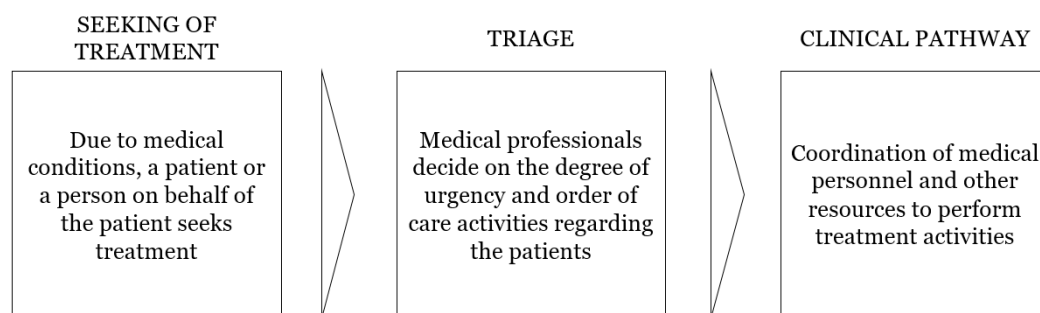 SEEKING OF
TREATMENT
Due to medical
conditions, a patient or
a person on behalf of
the patient seeks
treatment
TRIAGE
Medical professionals
decide on the degree of
urgency and order of
care activities regarding
the patients
CLINICAL PATHWAY
Coordination of medical
personnel and other
resources to perform
treatment activities